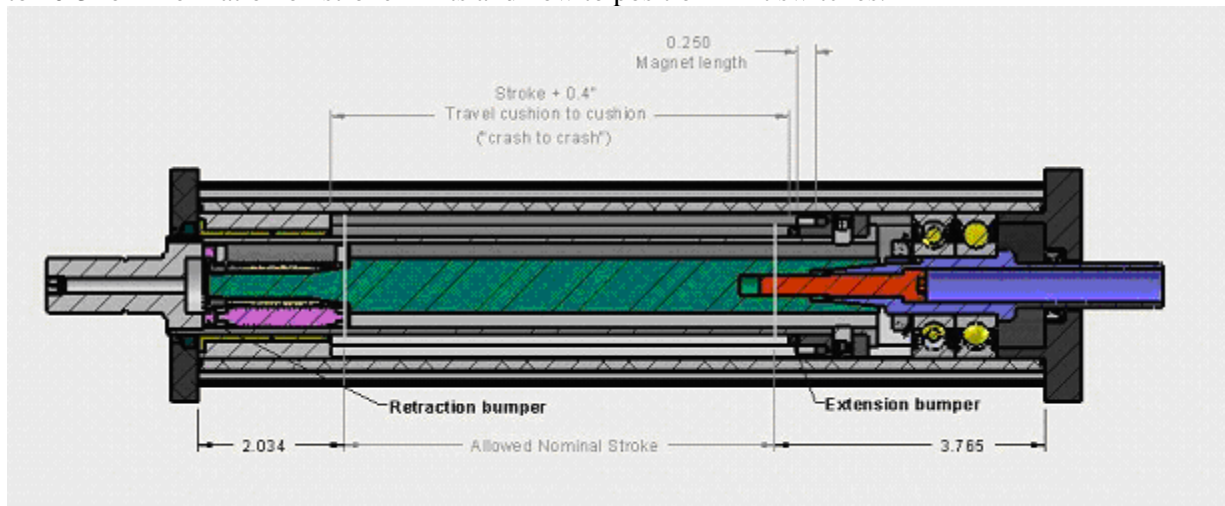 0.250
Magnet length
Stroke + 0.4"
Travel cushion to cushion
("crash to crash")
Retraction bumper
Extension bumper
2.034
Allowed Nominal Stroke
3.765